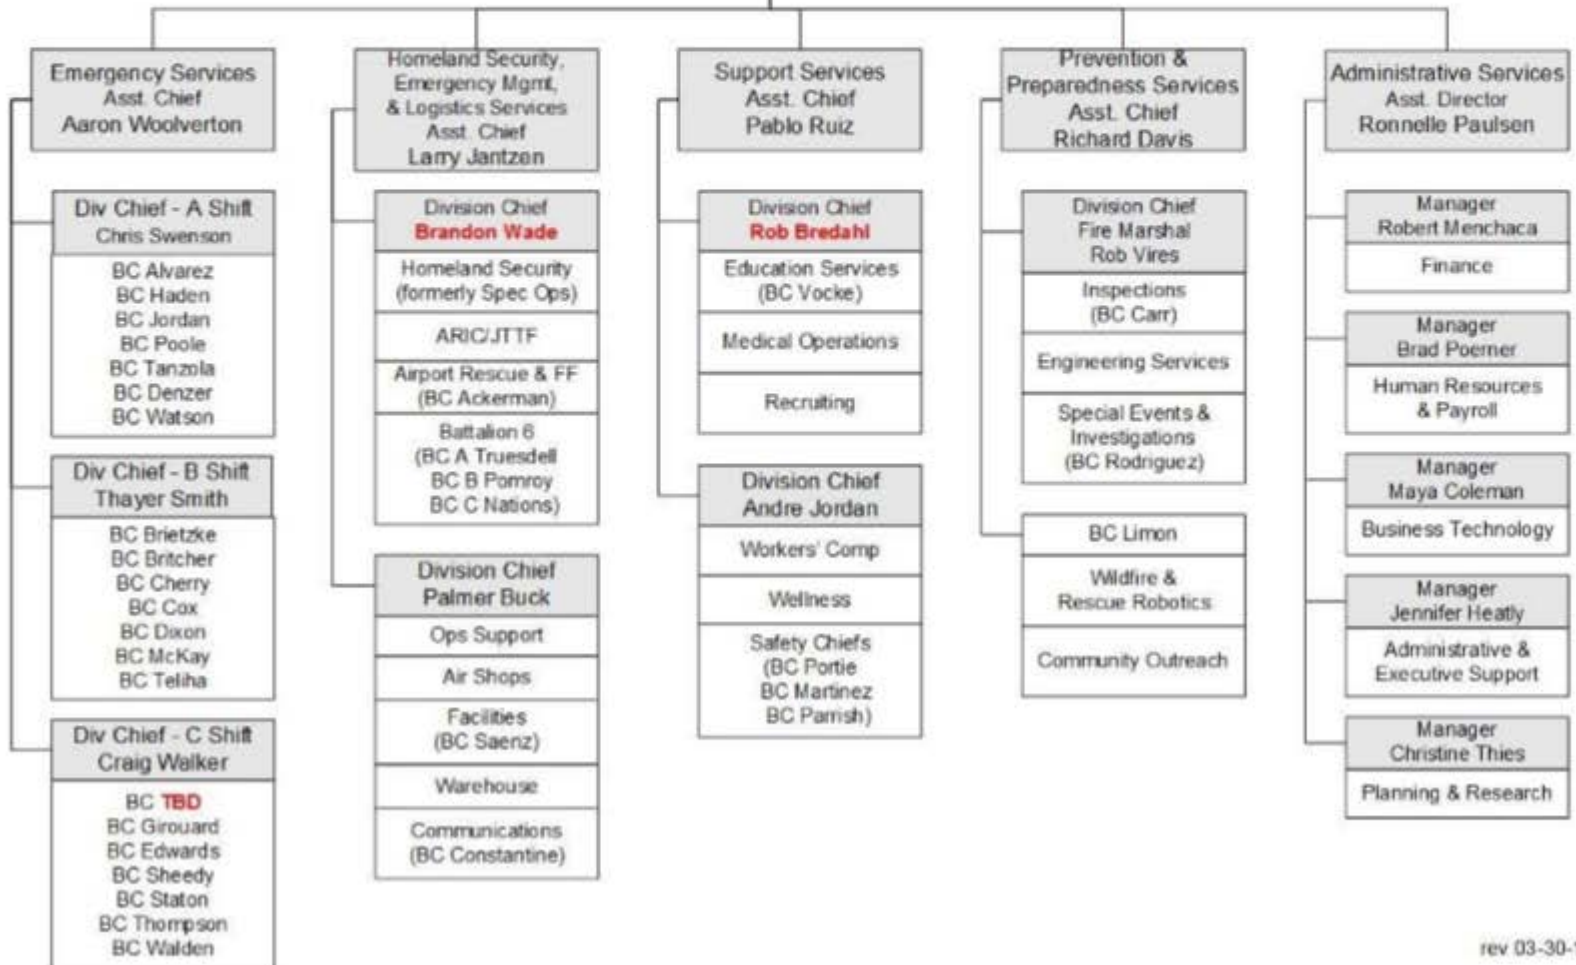 Emergency Services
Asst. Chief
Aaron Woolverton
Div Chief - A Shift
Chris Swenson
BC Alvarez
BC Haden
BC Jordan
BC Poole
BC Tanzola
BC Denzer
BC Watson
Div Chief - B Shift
Thayer Smith
BC Brietzke
BC Britcher
BC Cherry
BC Cox
BC Dixon
BC McKay
BC Teliha
Div Chief - C Shift
Craig Walker
BC TBD
BC Girouard
BC Edwards
BC Sheedy
BC Staton
BC Thompson
BC Walden
Homeland Security,
Emergency Mgmt,
& Logistics Services
Asst. Chief
Larry Jantzen
Division Chief
Brandon Wade
Homeland Security
(formerly Spec Ops)
ARIC/JTTF
Airport Rescue & FF
(BC Ackerman)
Battalion 6
(BC A Truesdell
BC B Pomroy
BC C Nations)
Division Chief
Palmer Buck
Ops Support
Air Shops
Facilities
(BC Saenz)
Warehouse
Communications
(BC Constantine)
Support Services
Asst. Chief
Pablo Ruiz
Division Chief
Rob Bredahl
Education Services
(BC Vocke)
Medical Operations
Recruiting
Division Chief
Andre Jordan
Workers' Comp
Wellness
Safety Chiefs
(BC Portie
BC Martinez
BC Parrish)
Prevention &
Preparedness Services
Asst. Chief
Richard Davis
Division Chief
Fire Marshal
Rob Vires
Inspections
(BC Carr)
Engineering Services
Special Events &
Investigations
(BC Rodriguez)
BC Limon
Wildfire &
Rescue Robotics
Community Outreach
Administrative Services
Asst. Director
Ronnelle Paulsen
Manager
Robert Menchaca
Finance
Manager
Brad Poerner
Human Resources
& Payroll
Manager
Maya Coleman
Business Technology
Manager
Jennifer Heatly
Administrative &
Executive Support
Manager
Christine Thies
Planning & Research
rev 03-30-